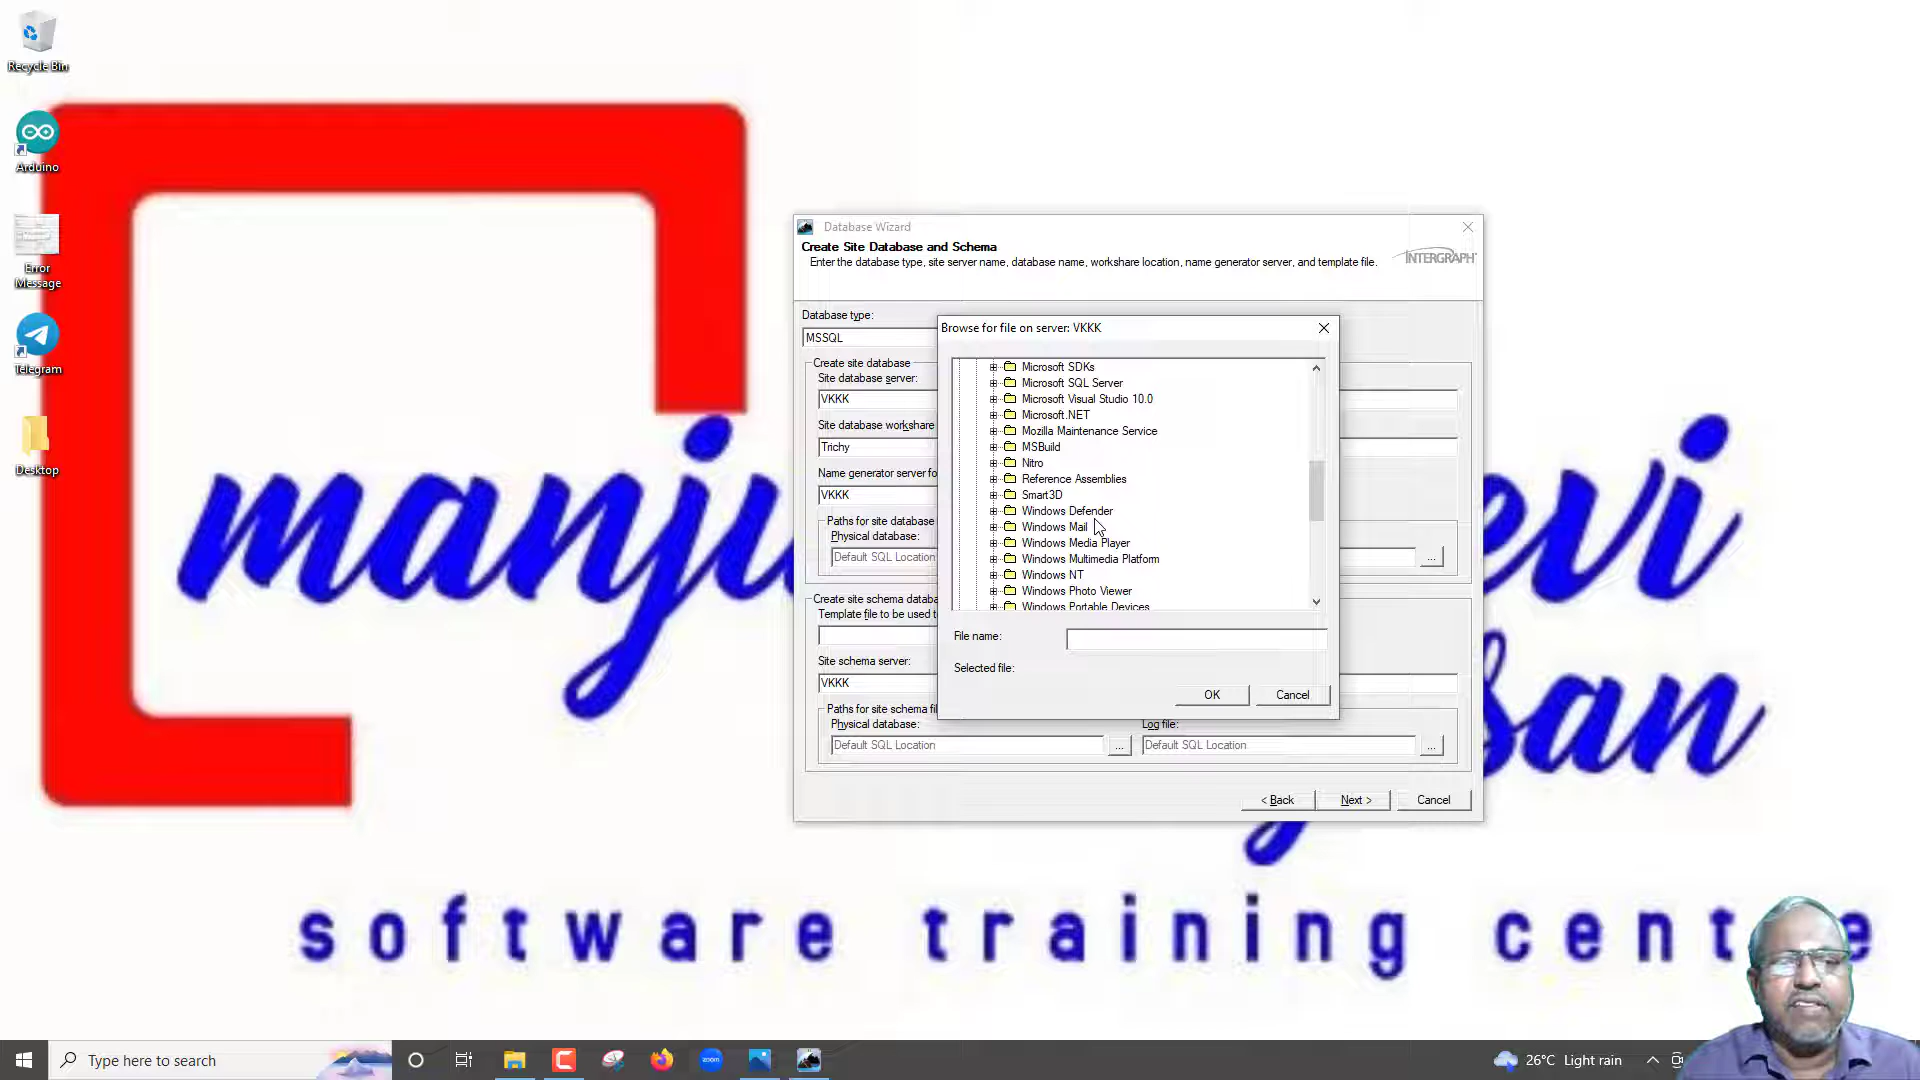 Recycle Bin
Arduino
Error
Message
Telegram
Desktop
manju
evi
san
software training centre
Database Wizard
Create Site Database and Schema
Enter the database type, site server name, database name, workshare location, name generator server, and template file.
INTERGRAPH
Database type:
MSSQL
Create site database
Site database server:
VKKK
Site database workshare
Trichy
Name generator server fo
VKKK
Paths for site database
Physical database:
Default SQL Location
...
Create site schema databa
Template file to be used t
Site schema server:
VKKK
Paths for site schema fil
Physical database:
Log file:
Default SQL Location
...
Default SQL Location
...
< Back
Next >
Cancel
Browse for file on server: VKKK
Microsoft SDKs
Microsoft SQL Server
Microsoft Visual Studio 10.0
Microsoft.NET
Mozilla Maintenance Service
MSBuild
Nitro
Reference Assemblies
Smart3D
Windows Defender
Windows Mail
Windows Media Player
Windows Multimedia Platform
Windows NT
Windows Photo Viewer
Windows Portable Devices
File name:
Selected file:
OK
Cancel
Type here to search
zoom
26°C Light rain